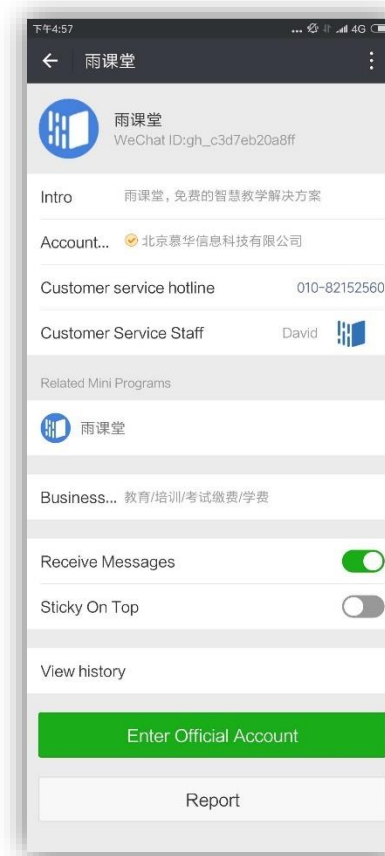 下午4:57
... 4G
雨课堂
雨课堂
WeChat ID:gh_c3d7eb20a8ff
Intro 雨课堂，免费的智慧教学解决方案
Account... 北京慕华信息科技有限公司
Customer service hotline 010-82152560
Customer Service Staff David
Related Mini Programs
雨课堂
Business... 教育/培训/考试缴费/学费
Receive Messages
Sticky On Top
View history
Enter Official Account
Report